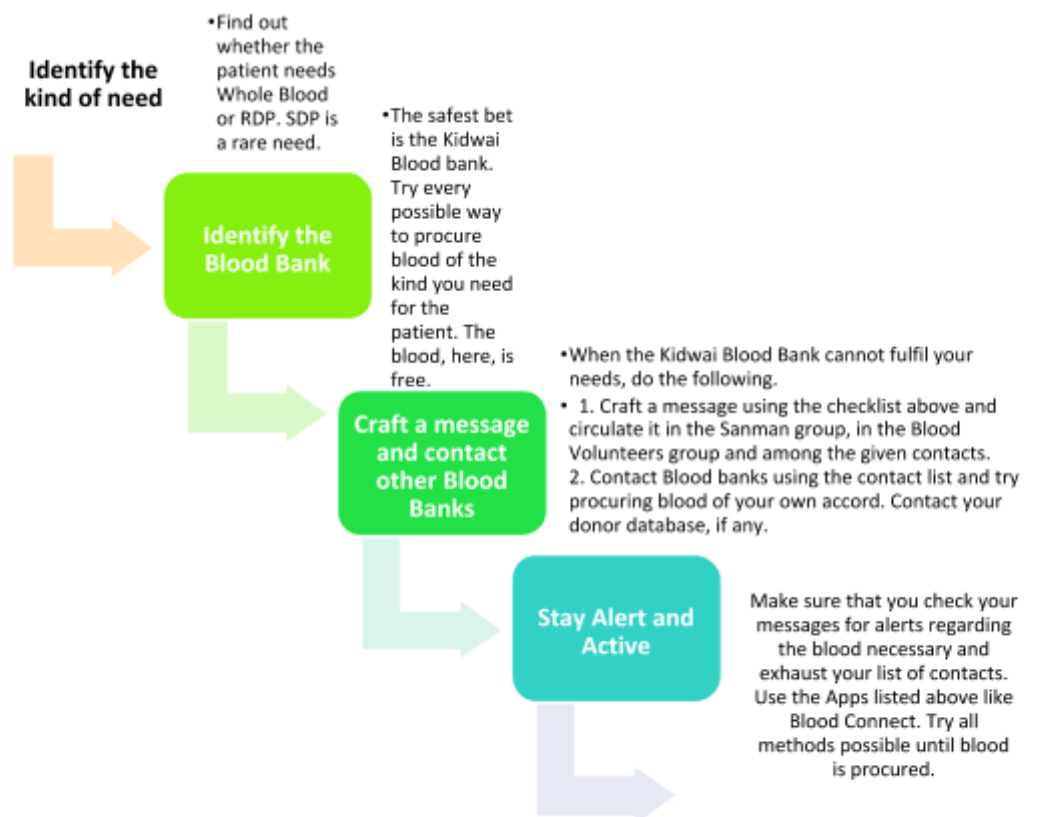 Identify the
kind of need
•Find out
whether the
patient needs
Whole Blood
or RDP. SDP is
a rare need.
Identify the
Blood Bank
•The safest bet
is the Kidwai
Blood bank.
Try every
possible way
to procure
blood of the
kind you need
for the
patient. The
blood, here, is
free.
Craft a message
and contact
other Blood
Banks
•When the Kidwai Blood Bank cannot fulfil your
needs, do the following.
• 1. Craft a message using the checklist above and
circulate it in the Sanman group, in the Blood
Volunteers group and among the given contacts.
2. Contact Blood banks using the contact list and try
procuring blood of your own accord. Contact your
donor database, if any.
Stay Alert and
Active
Make sure that you check your
messages for alerts regarding
the blood necessary and
exhaust your list of contacts.
Use the Apps listed above like
Blood Connect. Try all
methods possible until blood
is procured.